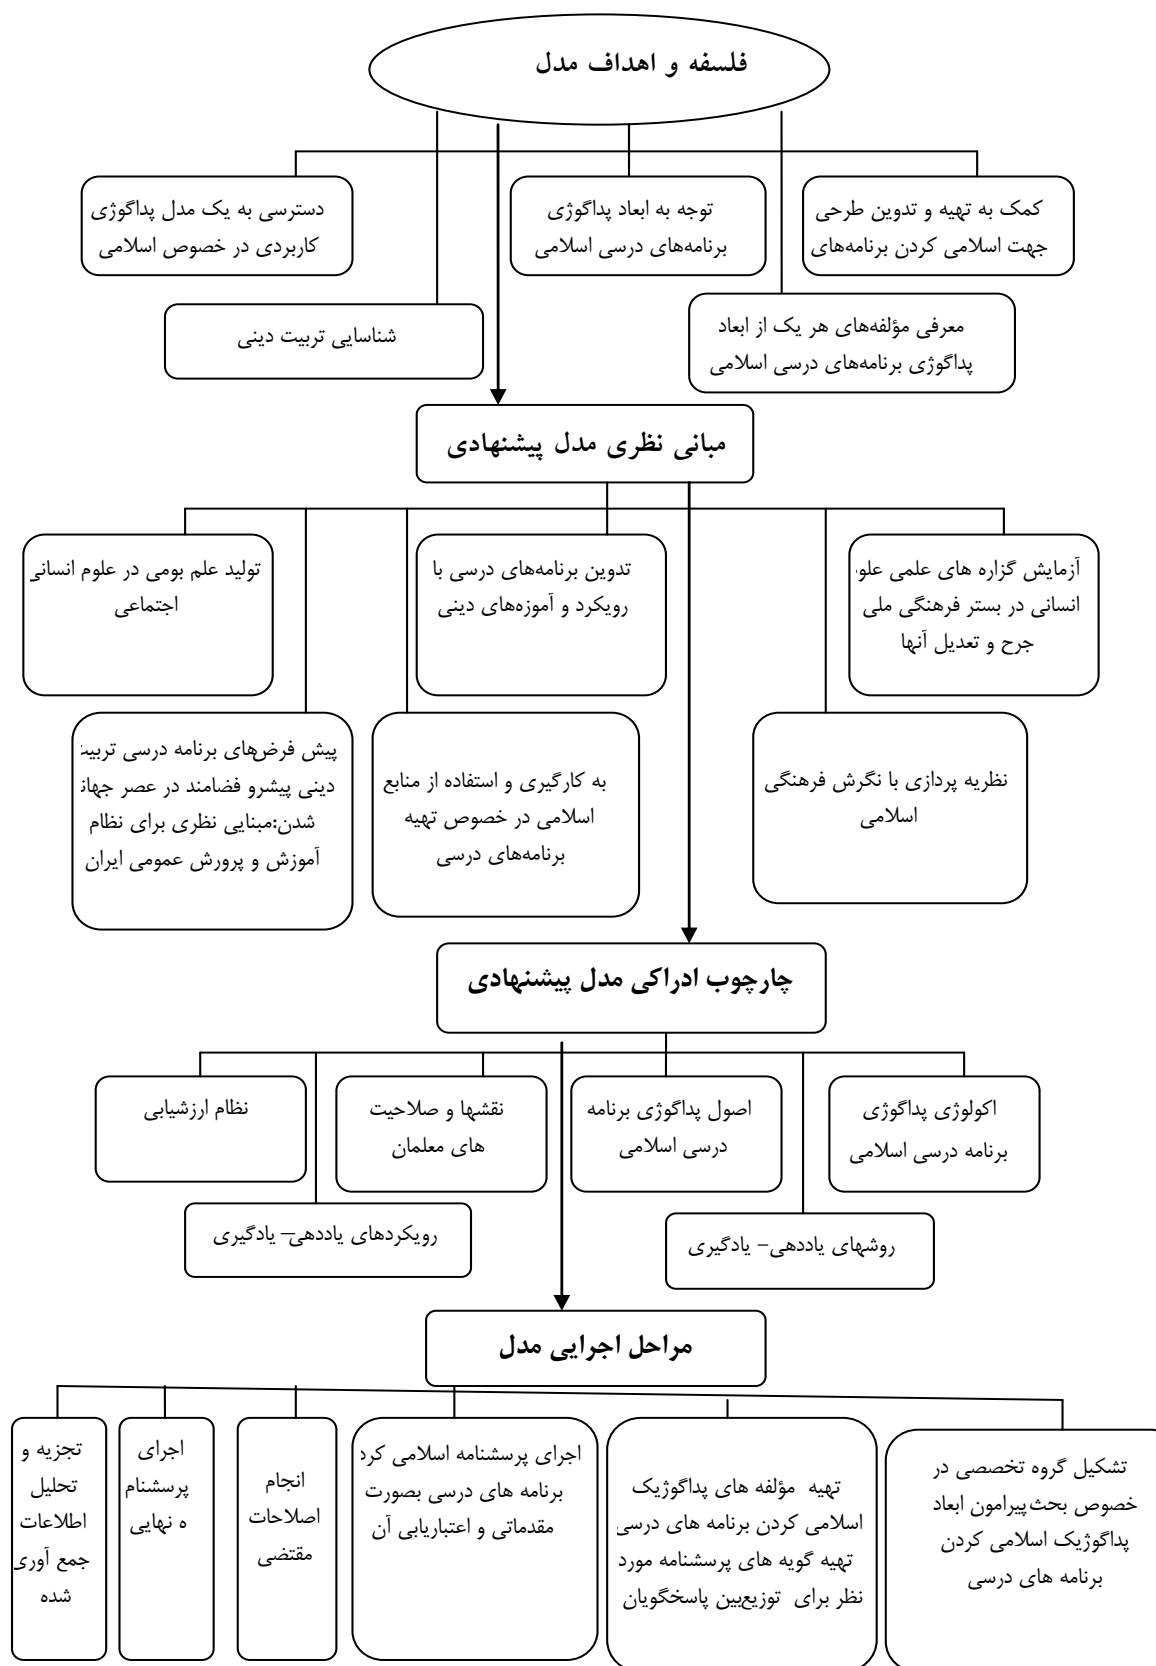 فلسفه و اهداف مدل
کمک به تهیه و تدوین طرحی
جهت اسلامی کردن برنامه‌های
توجه به ابعاد پداگوژی
برنامه‌های درسی اسلامی
دسترسی به یک مدل پداگوژی
کاربردی در خصوص اسلامی
معرفی مؤلفه‌های هر یک از ابعاد
پداگوژی برنامه‌های درسی اسلامی
شناسایی تربیت دینی
مبانی نظری مدل پیشنهادی
آزمایش گزاره های علمی
انسانی در بستر فرهنگی ملی
جرح و تعدیل آنها
تدوین برنامه‌های درسی با
رویکرد و آموزه‌های دینی
تولید علم بومی در علوم انسانی
اجتماعی
نظریه پردازی با نگرش فرهنگی
اسلامی
به کارگیری و استفاده از منابع
اسلامی در خصوص تهیه
برنامه‌های درسی
پیش فرض‌های برنامه درسی تربیت
دینی پیشرو فضامند در عصر
شدن:مبنایی نظری برای نظام
آموزش و پرورش عمومی ایران
چارچوب ادراکی مدل پیشنهادی
اکولوژی پداگوژی
برنامه درسی اسلامی
اصول پداگوژی برنامه
درسی اسلامی
نقشها و صلاحیت
های معلمان
نظام ارزشیابی
روشهای یاددهی– یادگیری
رویکردهای یاددهی– یادگیری
مراحل اجرایی مدل
تشکیل گروه تخصصی در
خصوص بحث پیرامون ابعاد
پداگوژیک اسلامی کردن
برنامه های درسی
تهیه مؤلفه های پداگوژیک
اسلامی کردن برنامه های درسی
تهیه گویه های پرسشنامه مورد
نظر برای توزیع بین پاسخگویان
اجرای پرسشنامه اسلامی
برنامه های درسی بصورت
مقدماتی و اعتباریابی آن
انجام
اصلاحات
مقتضی
اجرای
پرسشنام
ه نهایی
تجزیه و
تحلیل
اطلاعات
جمع آوری
شده